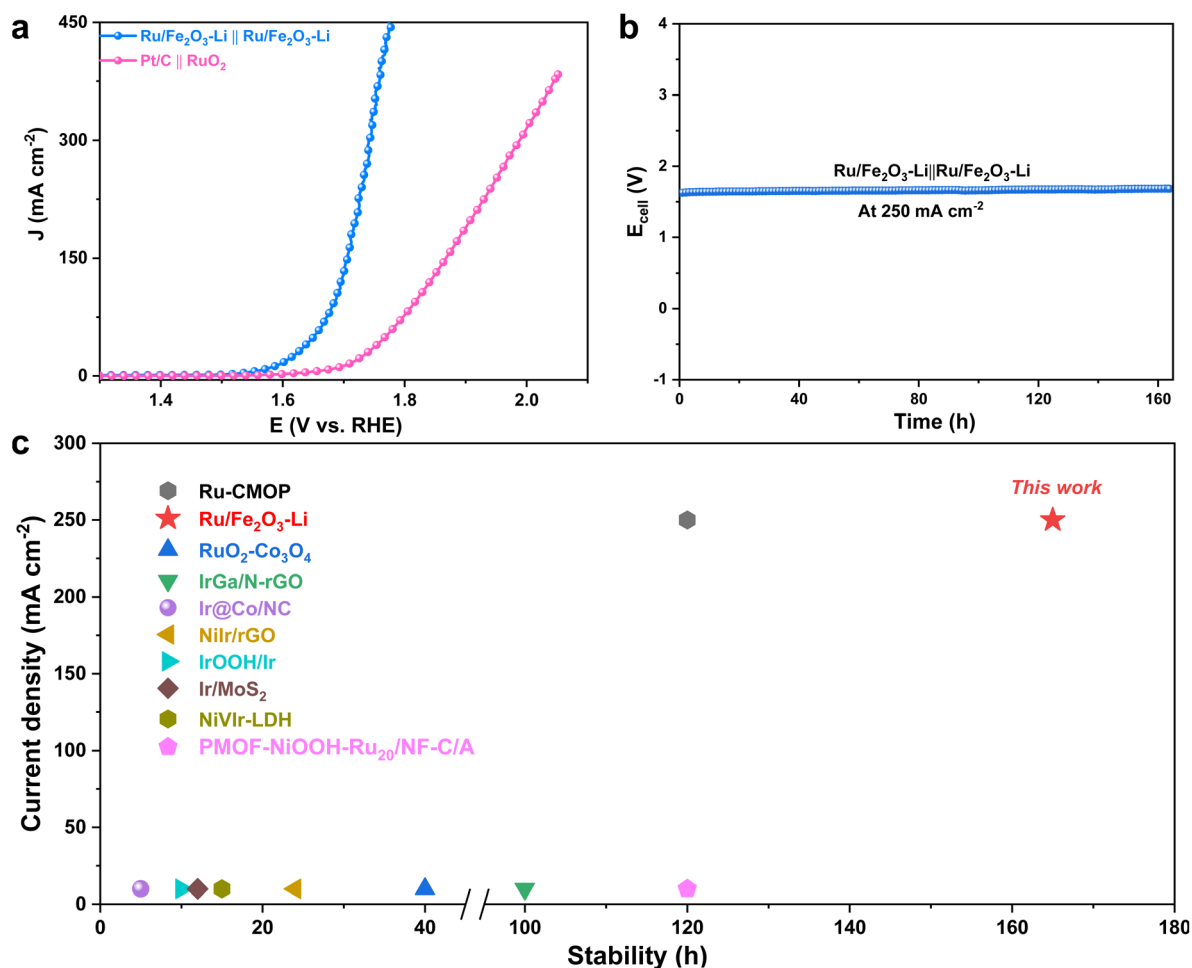 a
450
300
150
0
J (mA cm⁻²)
Ru/Fe₂O₃-Li || Ru/Fe₂O₃-Li
Pt/C || RuO₂
1.4 1.6 1.8 2.0
E (V vs. RHE)
b
4
3
2
1
0
-1
E_cell (V)
Ru/Fe₂O₃-Li||Ru/Fe₂O₃-Li
At 250 mA cm⁻²
0 40 80 120 160
Time (h)
c
300
250
200
150
100
50
0
Current density (mA cm⁻²)
Ru-CMOP
Ru/Fe₂O₃-Li
RuO₂-Co₃O₄
IrGa/N-rGO
Ir@Co/NC
NiIr/rGO
IrOOH/Ir
Ir/MoS₂
NiVIr-LDH
PMOF-NiOOH-Ru₂₀/NF-C/A
This work
0 20 40 100 120 140 160 180
Stability (h)